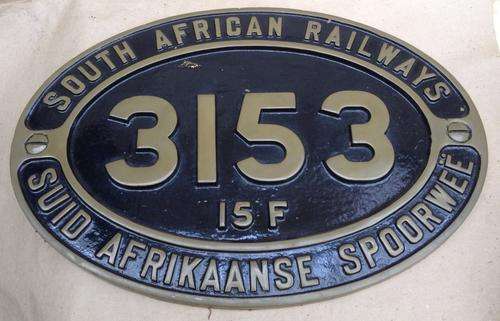 SOUTH AFRICAN RAILWAYS
3153
15 F
SUID AFRIKAANSE SPOORWEË